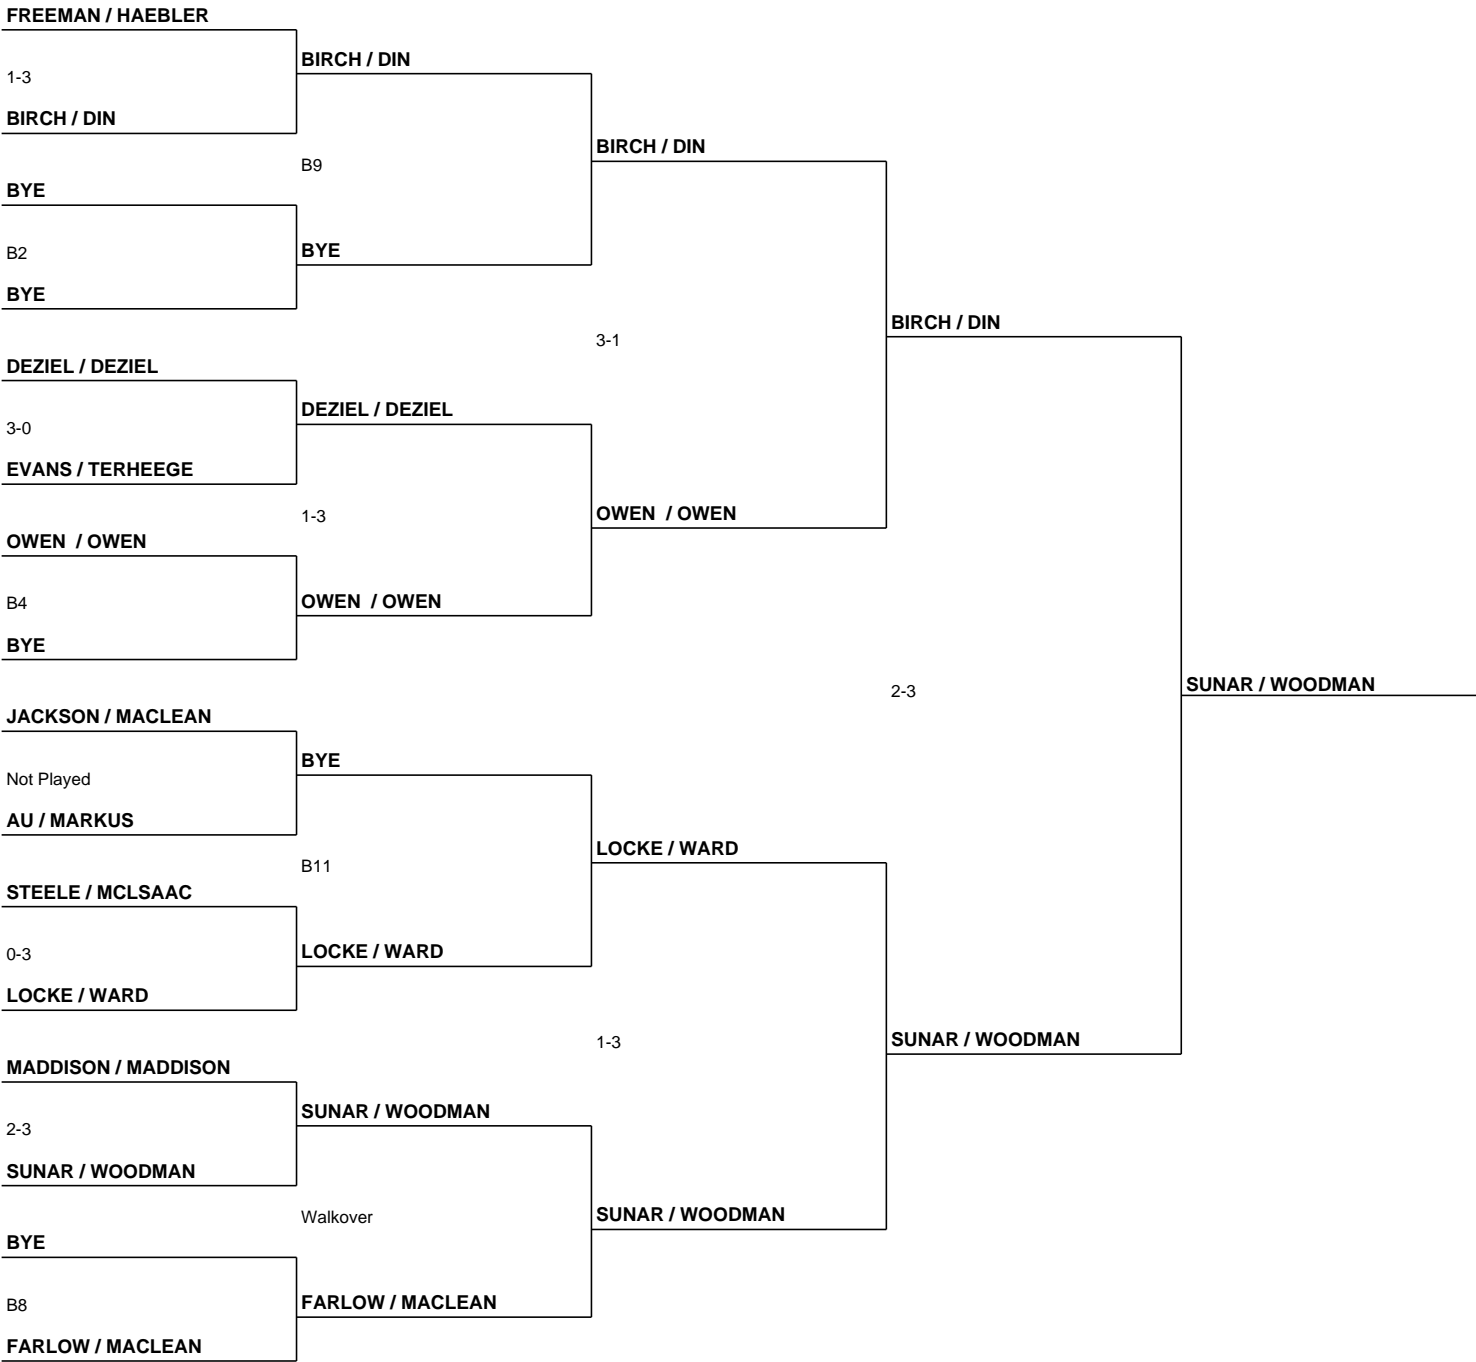 FREEMAN / HAEBLER
1-3
BIRCH / DIN
BYE
B2
BYE
DEZIEL / DEZIEL
3-0
EVANS / TERHEEGE
OWEN  / OWEN
B4
BYE
JACKSON / MACLEAN
Not Played
AU / MARKUS
STEELE / MCLSAAC
0-3
LOCKE / WARD
MADDISON / MADDISON
2-3
SUNAR / WOODMAN
BYE
B8
FARLOW / MACLEAN
BIRCH / DIN
B9
BYE
DEZIEL / DEZIEL
1-3
OWEN  / OWEN
BYE
B11
LOCKE / WARD
SUNAR / WOODMAN
Walkover
FARLOW / MACLEAN
BIRCH / DIN
3-1
OWEN  / OWEN
LOCKE / WARD
1-3
SUNAR / WOODMAN
BIRCH / DIN
2-3
SUNAR / WOODMAN
SUNAR / WOODMAN